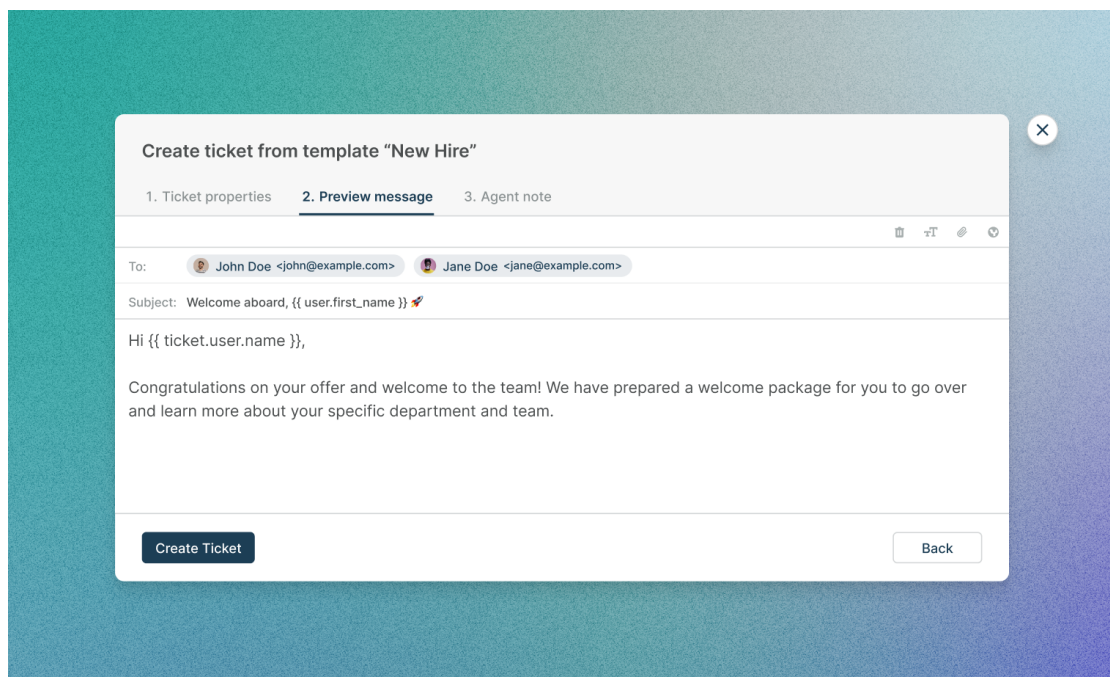 Create ticket from template “New Hire”
1. Ticket properties 2. Preview message 3. Agent note
To: John Doe <john@example.com> Jane Doe <jane@example.com>
Subject: Welcome aboard, {{ user.first_name }} 🚀
Hi {{ ticket.user.name }},
Congratulations on your offer and welcome to the team! We have prepared a welcome package for you to go over
and learn more about your specific department and team.
Create Ticket Back